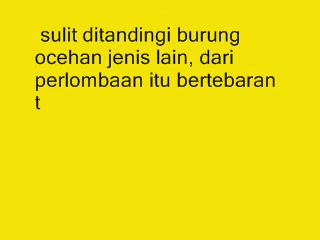 sulit ditandingi burung
ocehan jenis lain, dari
perlombaan itu bertebaran
t